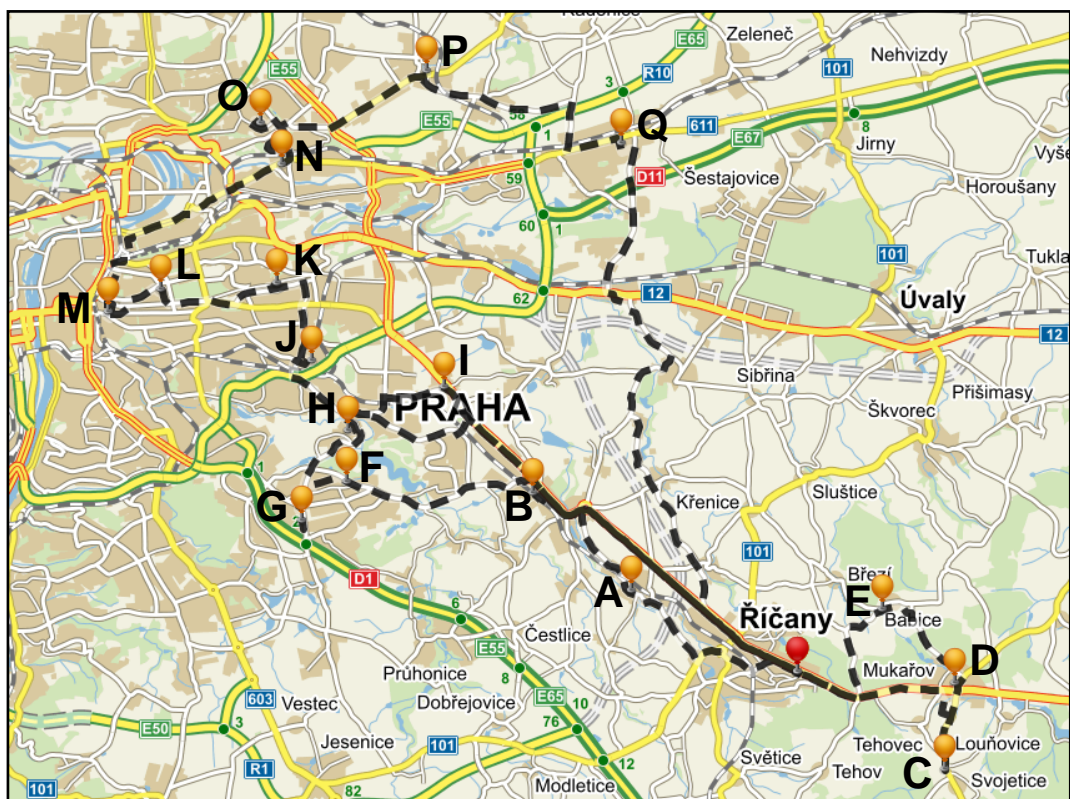 Radonice
P
E65
Zeleneč
Nehvizdy
E55
R10
101
3
O
58
1
Q
E55
611
E67
8
Jirny
N
Vyše
59
D11
Šestajovice
Horoušany
60
1
101
Tukla
L
K
M
62
12
Úvaly
12
J
I
Sibřina
Přišimasy
H
PRAHA
Škvorec
F
1
B
G
2
Křenice
Sluštice
101
D1
A
Březí
E
Babice
6
Čestlice
Říčany
E55
Mukařov
D
Průhonice
8
603
Dobřejovice
E65
10
Vestec
76
E50
3
Jesenice
101
Tehovec
Louňovice
R1
12
Světice
Tehov
C
Svojetice
101
82
Modletice